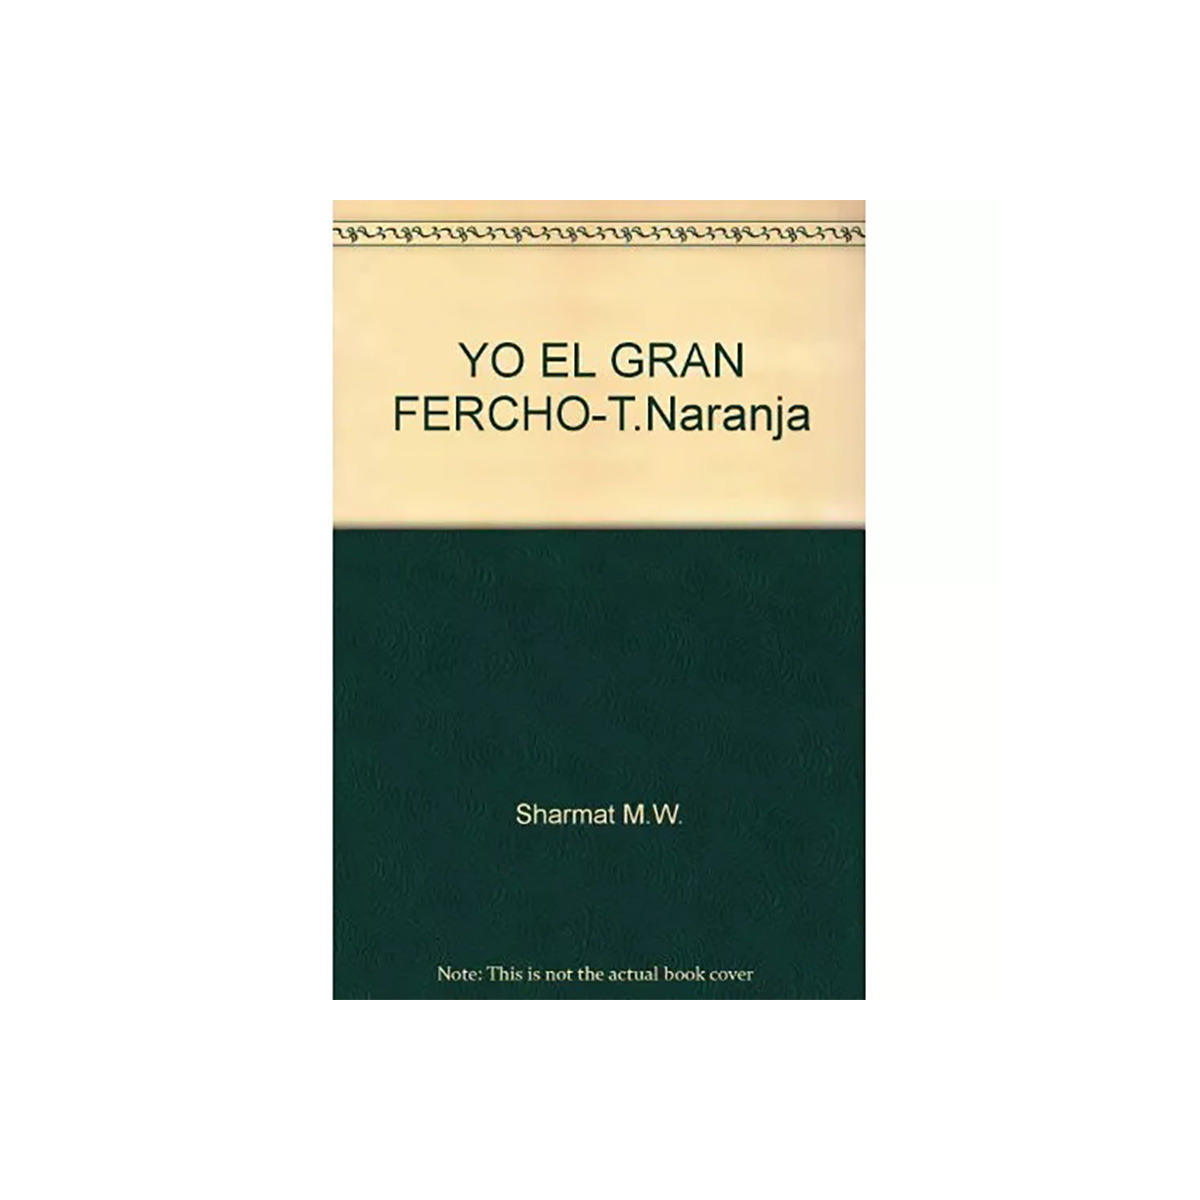 YO EL GRAN
FERCHO-T.Naranja
Sharmat M.W.
Note: This is not the actual book cover